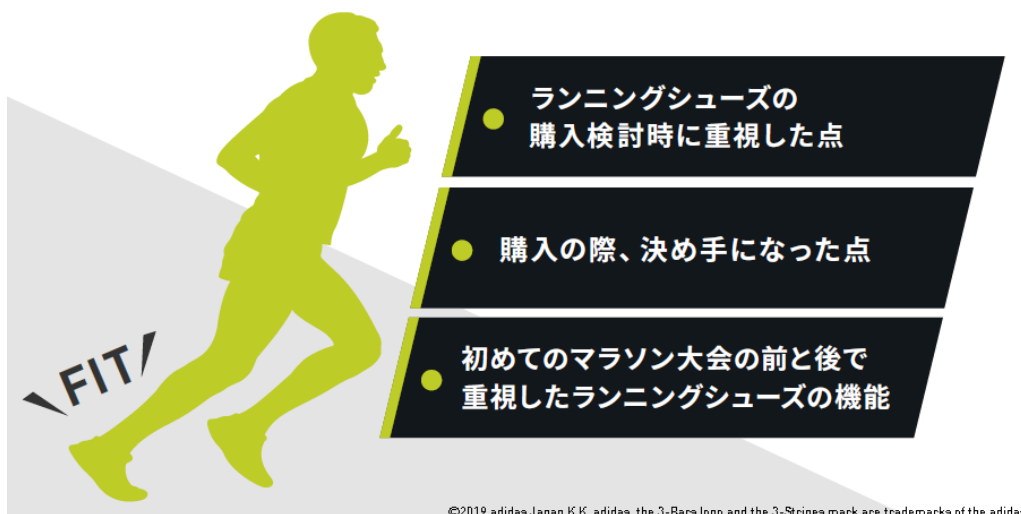 ランニングシューズの
購入検討時に重視した点
購入の際、決め手になった点
初めてのマラソン大会の前と後で
重視したランニングシューズの機能
FIT
©2019 adidas Japan K.K. adidas, the 3-Bars logo and the 3-Stripes mark are trademarks of the adidas